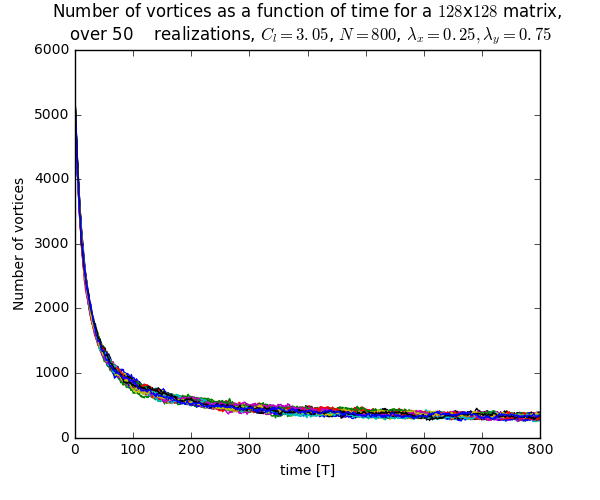 Number of vortices as a function of time for a 128x128 matrix,
over 50    realizations, C_l = 3.05, N = 800, λ_x = 0.25, λ_y = 0.75
6000
5000
4000
3000
2000
1000
0
Number of vortices
0 100 200 300 400 500 600 700 800
time [T]